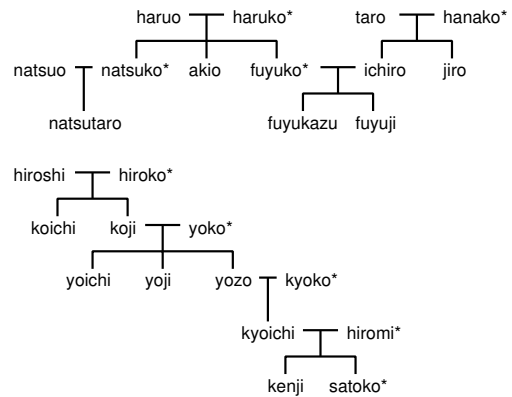 haruo haruko* taro hanako*
natsuo natsuko* akio fuyuko* ichiro jiro
natsutaro fuyukazu fuyuji
hiroshi hiroko*
koichi koji yoko*
yoichi yoji yozo kyoko*
kyoichi hiromi*
kenji satoko*